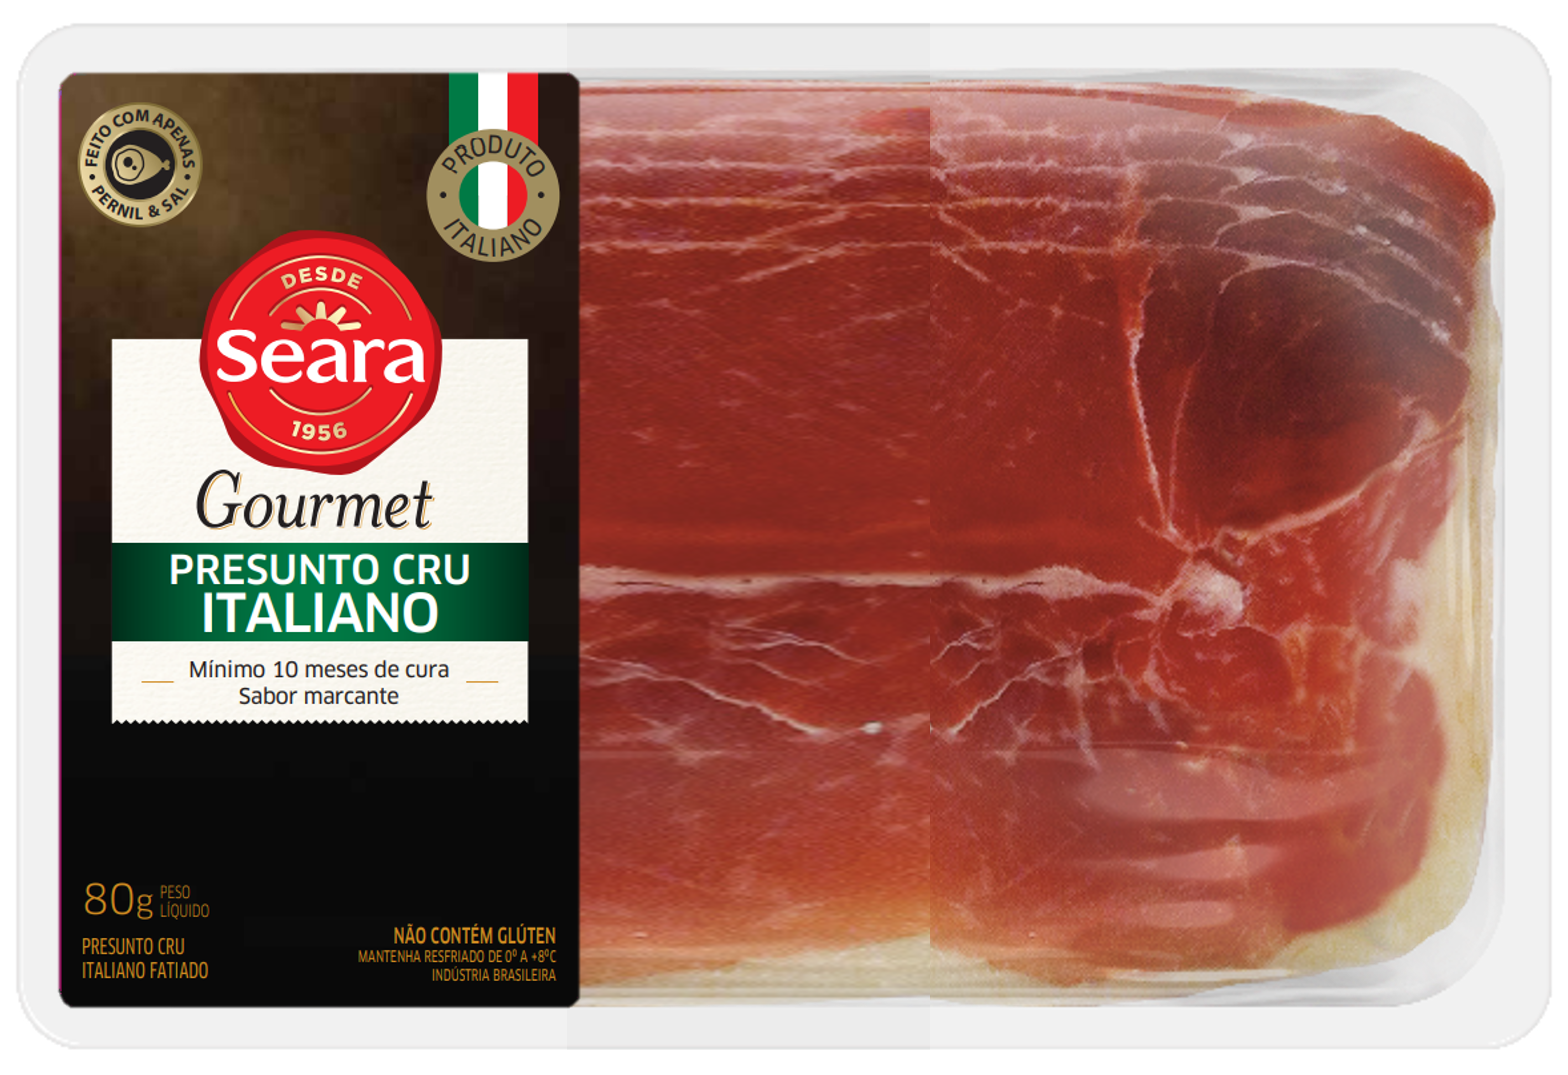 FEITO COM APENAS
• PERNIL & SAL •
PRODUTO
• ITALIANO •
DESDE
Seara
1956
Gourmet
PRESUNTO CRU
ITALIANO
Mínimo 10 meses de cura
Sabor marcante
80g PESO
LÍQUIDO
PRESUNTO CRU
ITALIANO FATIADO
NÃO CONTÉM GLÚTEN
MANTENHA RESFRIADO DE 0º A +8ºC
INDÚSTRIA BRASILEIRA